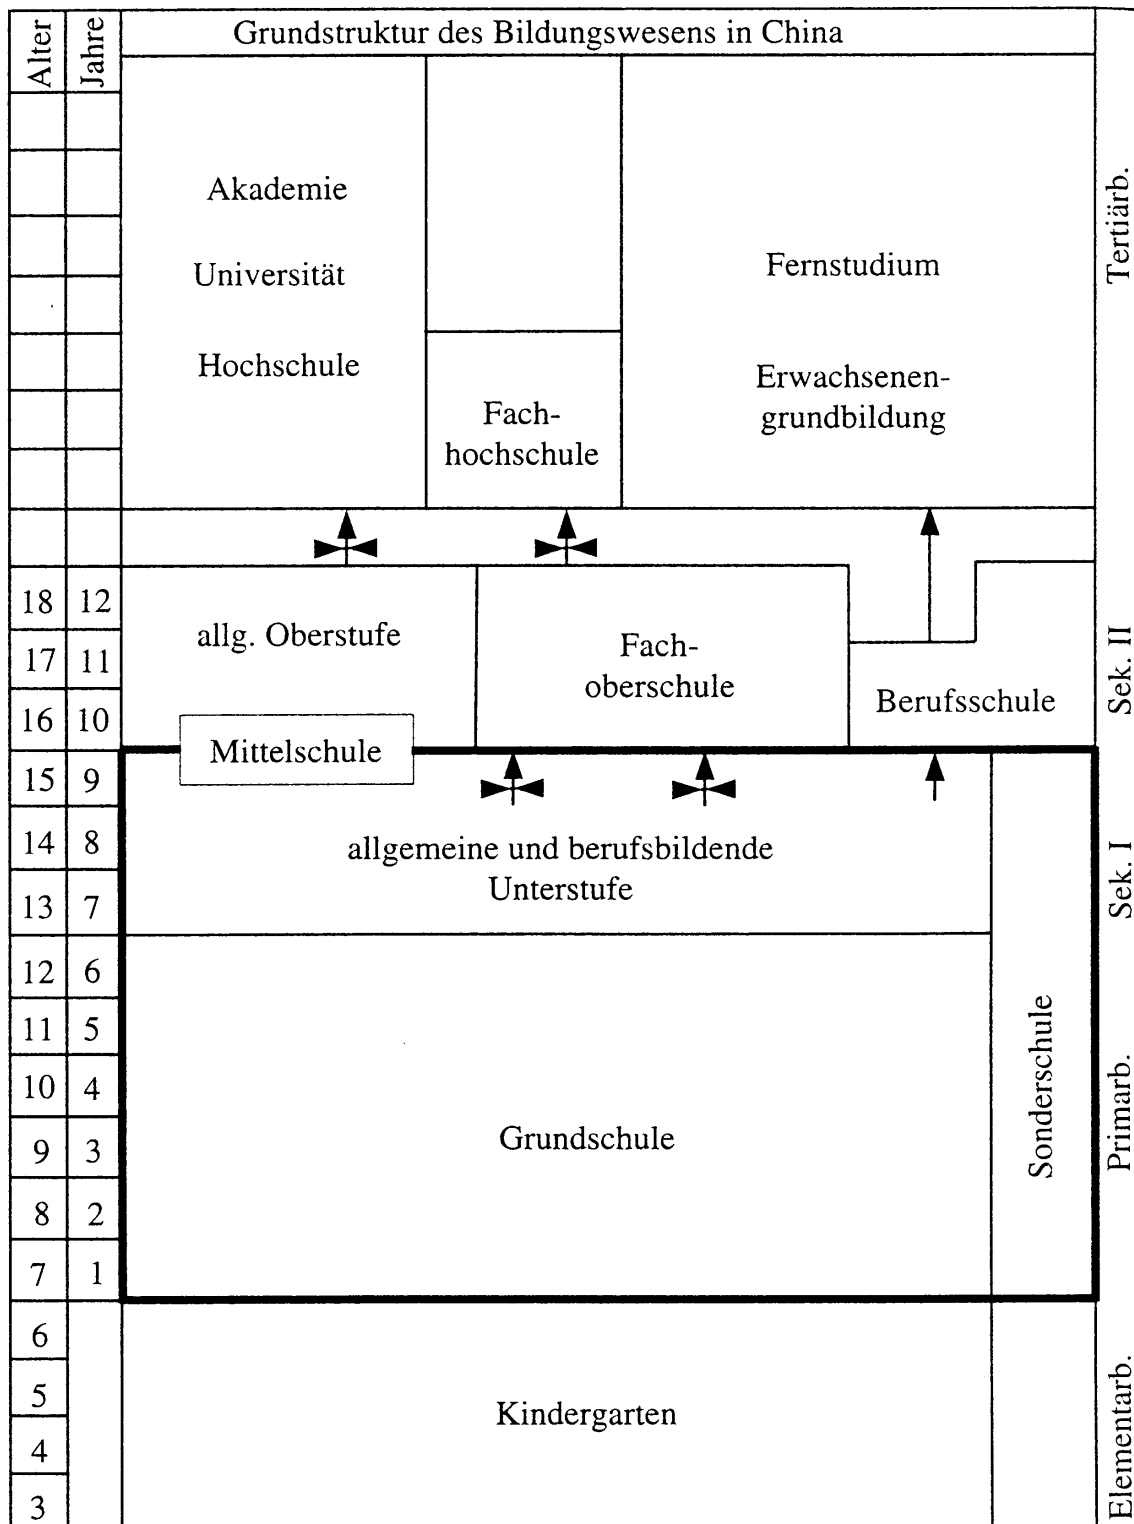 Alter
Jahre
Grundstruktur des Bildungswesens in China
Akademie
Universität
Hochschule
Fach-
hochschule
Fernstudium
Erwachsenen-
grundbildung
Tertiärb.
18 12
17 11
16 10
allg. Oberstufe
Fach-
oberschule
Berufsschule
Sek. II
Mittelschule
15 9
14 8
13 7
allgemeine und berufsbildende
Unterstufe
Sek. I
12 6
11 5
10 4
9 3
8 2
7 1
Grundschule
Sonderschule
Primarb.
6
5
4
3
Kindergarten
Elementarb.